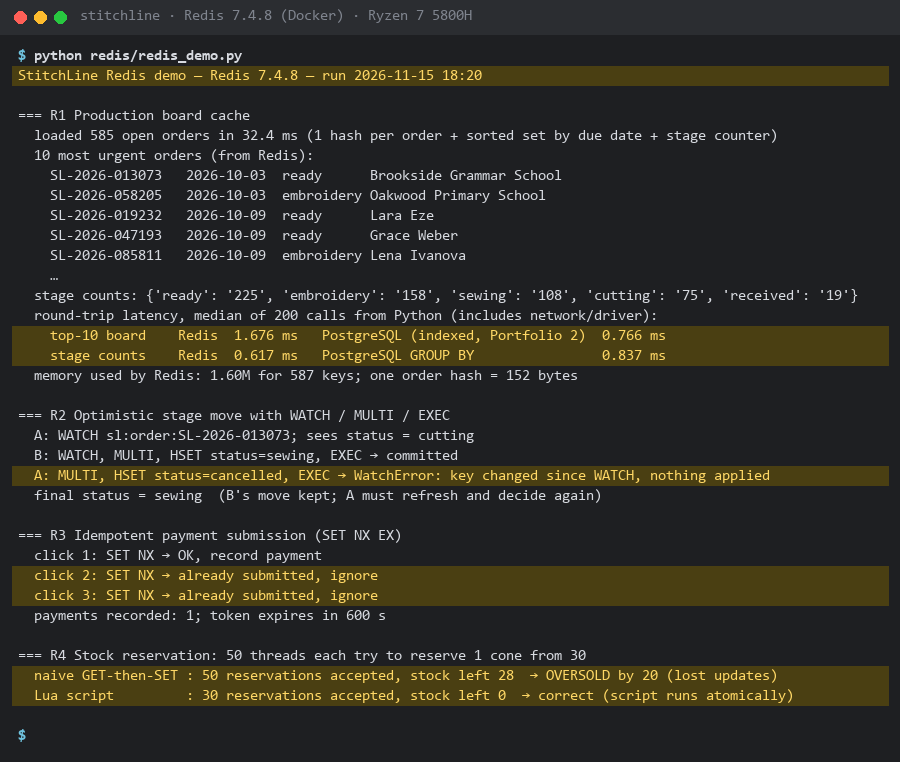 stitchline · Redis 7.4.8 (Docker) · Ryzen 7 5800H
$ python redis/redis_demo.py
StitchLine Redis demo — Redis 7.4.8 — run 2026-11-15 18:20
=== R1 Production board cache
loaded 585 open orders in 32.4 ms (1 hash per order + sorted set by due date + stage counter)
10 most urgent orders (from Redis):
SL-2026-013073   2026-10-03  ready      Brookside Grammar School
SL-2026-058205   2026-10-03  embroidery Oakwood Primary School
SL-2026-019232   2026-10-09  ready      Lara Eze
SL-2026-047193   2026-10-09  ready      Grace Weber
SL-2026-085811   2026-10-09  embroidery Lena Ivanova
…
stage counts: {'ready': '225', 'embroidery': '158', 'sewing': '108', 'cutting': '75', 'received': '19'}
round-trip latency, median of 200 calls from Python (includes network/driver):
top-10 board    Redis  1.676 ms   PostgreSQL (indexed, Portfolio 2)  0.766 ms
stage counts    Redis  0.617 ms   PostgreSQL GROUP BY                0.837 ms
memory used by Redis: 1.60M for 587 keys; one order hash = 152 bytes
=== R2 Optimistic stage move with WATCH / MULTI / EXEC
A: WATCH sl:order:SL-2026-013073; sees status = cutting
B: WATCH, MULTI, HSET status=sewing, EXEC → committed
A: MULTI, HSET status=cancelled, EXEC → WatchError: key changed since WATCH, nothing applied
final status = sewing  (B's move kept; A must refresh and decide again)
=== R3 Idempotent payment submission (SET NX EX)
click 1: SET NX → OK, record payment
click 2: SET NX → already submitted, ignore
click 3: SET NX → already submitted, ignore
payments recorded: 1; token expires in 600 s
=== R4 Stock reservation: 50 threads each try to reserve 1 cone from 30
naive GET-then-SET : 50 reservations accepted, stock left 28  → OVERSOLD by 20 (lost updates)
Lua script         : 30 reservations accepted, stock left 0  → correct (script runs atomically)
$